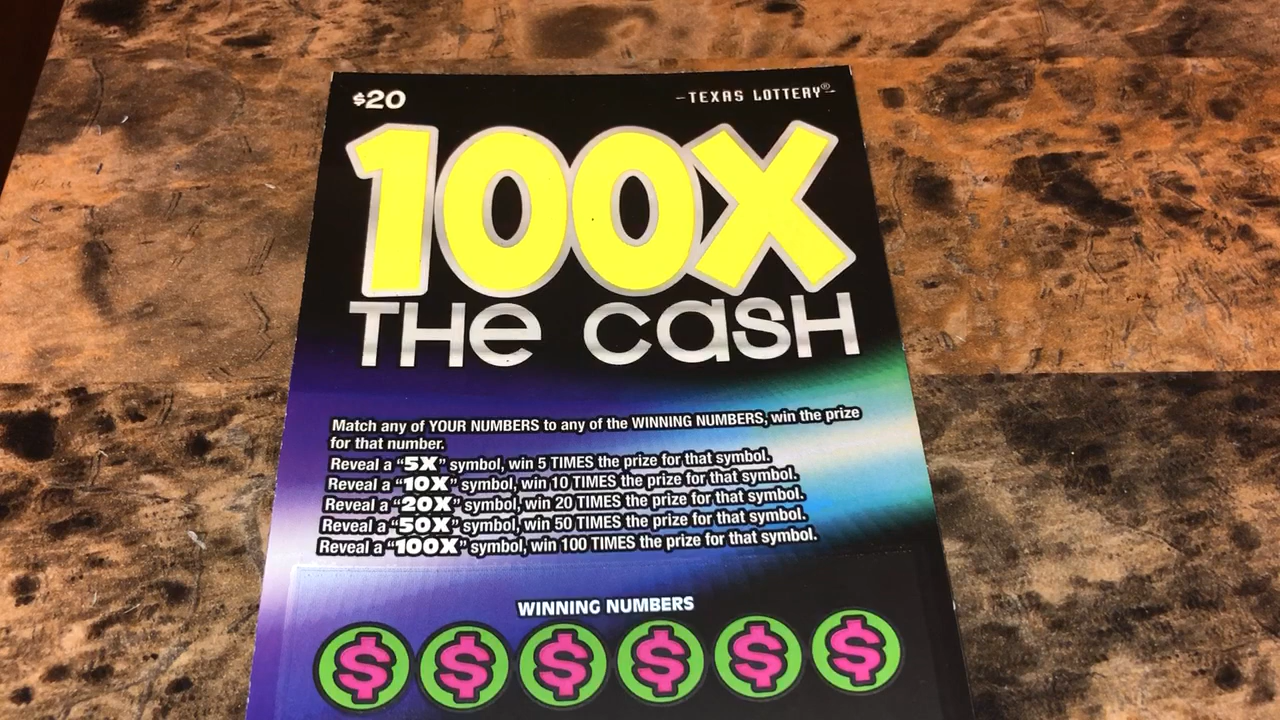 $20
TEXAS LOTTERY®
100X
THE CASH
Match any of YOUR NUMBERS to any of the WINNING NUMBERS, win the prize
for that number.
Reveal a “5X” symbol, win 5 TIMES the prize for that symbol.
Reveal a “10X” symbol, win 10 TIMES the prize for that symbol.
Reveal a “20X” symbol, win 20 TIMES the prize for that symbol.
Reveal a “50X” symbol, win 50 TIMES the prize for that symbol.
Reveal a “100X” symbol, win 100 TIMES the prize for that symbol.
WINNING NUMBERS
$ $ $ $ $ $